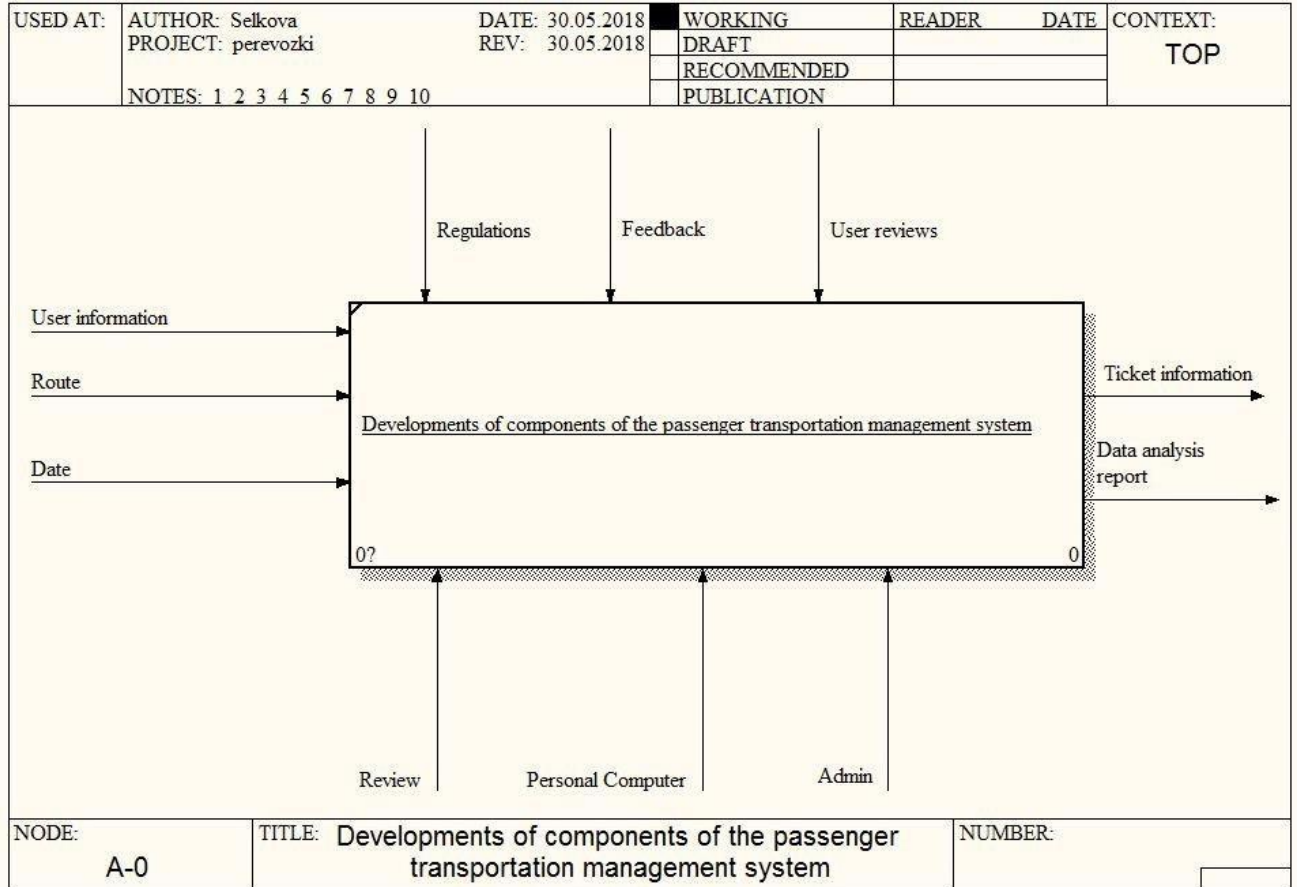 USED AT:
AUTHOR: Selkova
DATE: 30.05.2018
PROJECT: perevozki
REV: 30.05.2018
NOTES: 1 2 3 4 5 6 7 8 9 10
WORKING
DRAFT
RECOMMENDED
PUBLICATION
READER DATE
CONTEXT:
TOP
Regulations
Feedback
User reviews
User information
Route
Date
Developments of components of the passenger transportation management system
0?
0
Ticket information
Data analysis
report
Review
Personal Computer
Admin
NODE:
A-0
TITLE: Developments of components of the passenger
transportation management system
NUMBER: